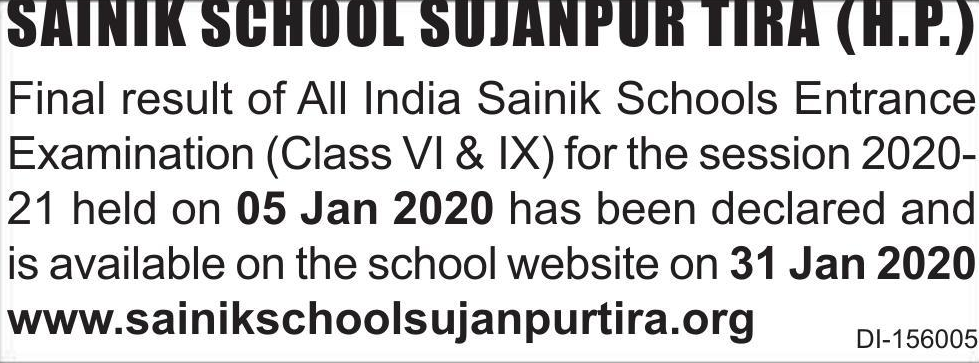 SAINIK SCHOOL SUJANPUR TIRA (H.P.)
Final result of All India Sainik Schools Entrance
Examination (Class VI & IX) for the session 2020-
21 held on 05 Jan 2020 has been declared and
is available on the school website on 31 Jan 2020
www.sainikschoolsujanpurtira.org
DI-156005